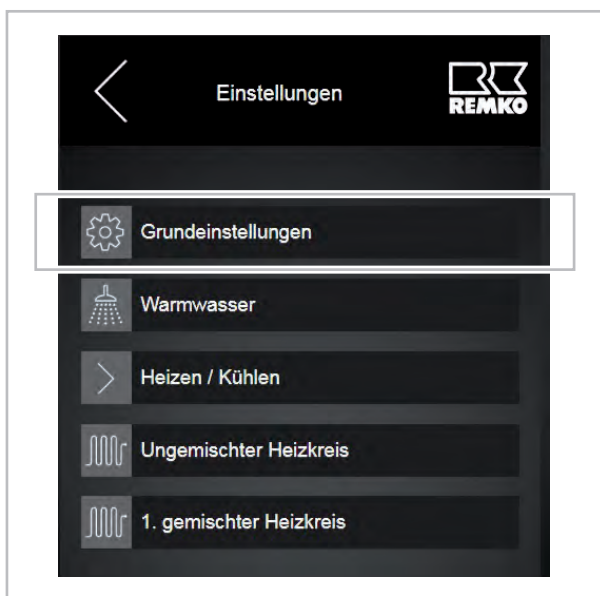 Einstellungen
REMKO
Grundeinstellungen
Warmwasser
Heizen / Kühlen
Ungemischter Heizkreis
1. gemischter Heizkreis